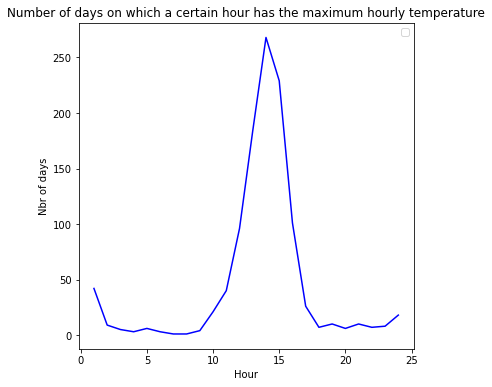 Number of days on which a certain hour has the maximum hourly temperature
250
200
150
100
50
0
Nbr of days
0 5 10 15 20 25
Hour